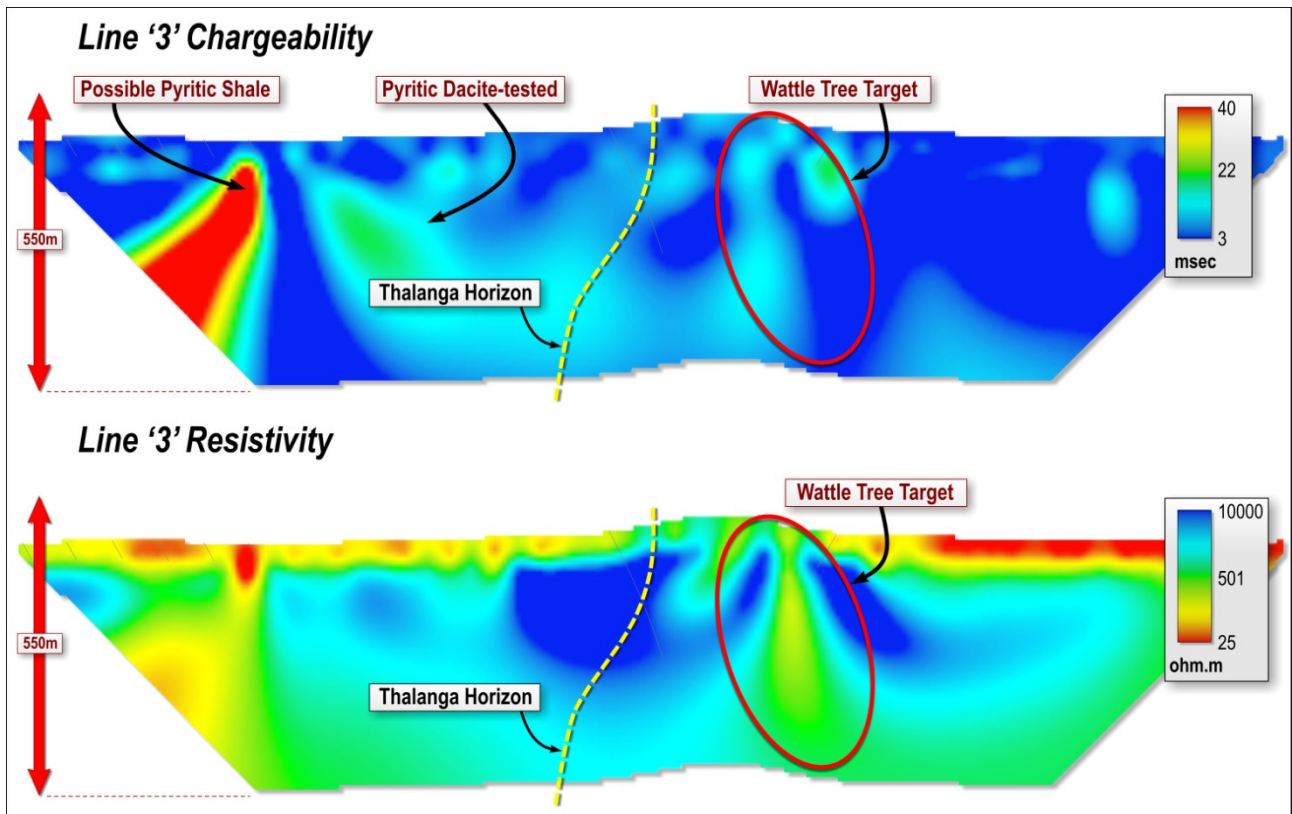 Line ‘3’ Chargeability
Possible Pyritic Shale
Pyritic Dacite-tested
Wattle Tree Target
40
22
3
msec
550m
Thalanga Horizon
Line ‘3’ Resistivity
Wattle Tree Target
10000
501
25
ohm.m
550m
Thalanga Horizon